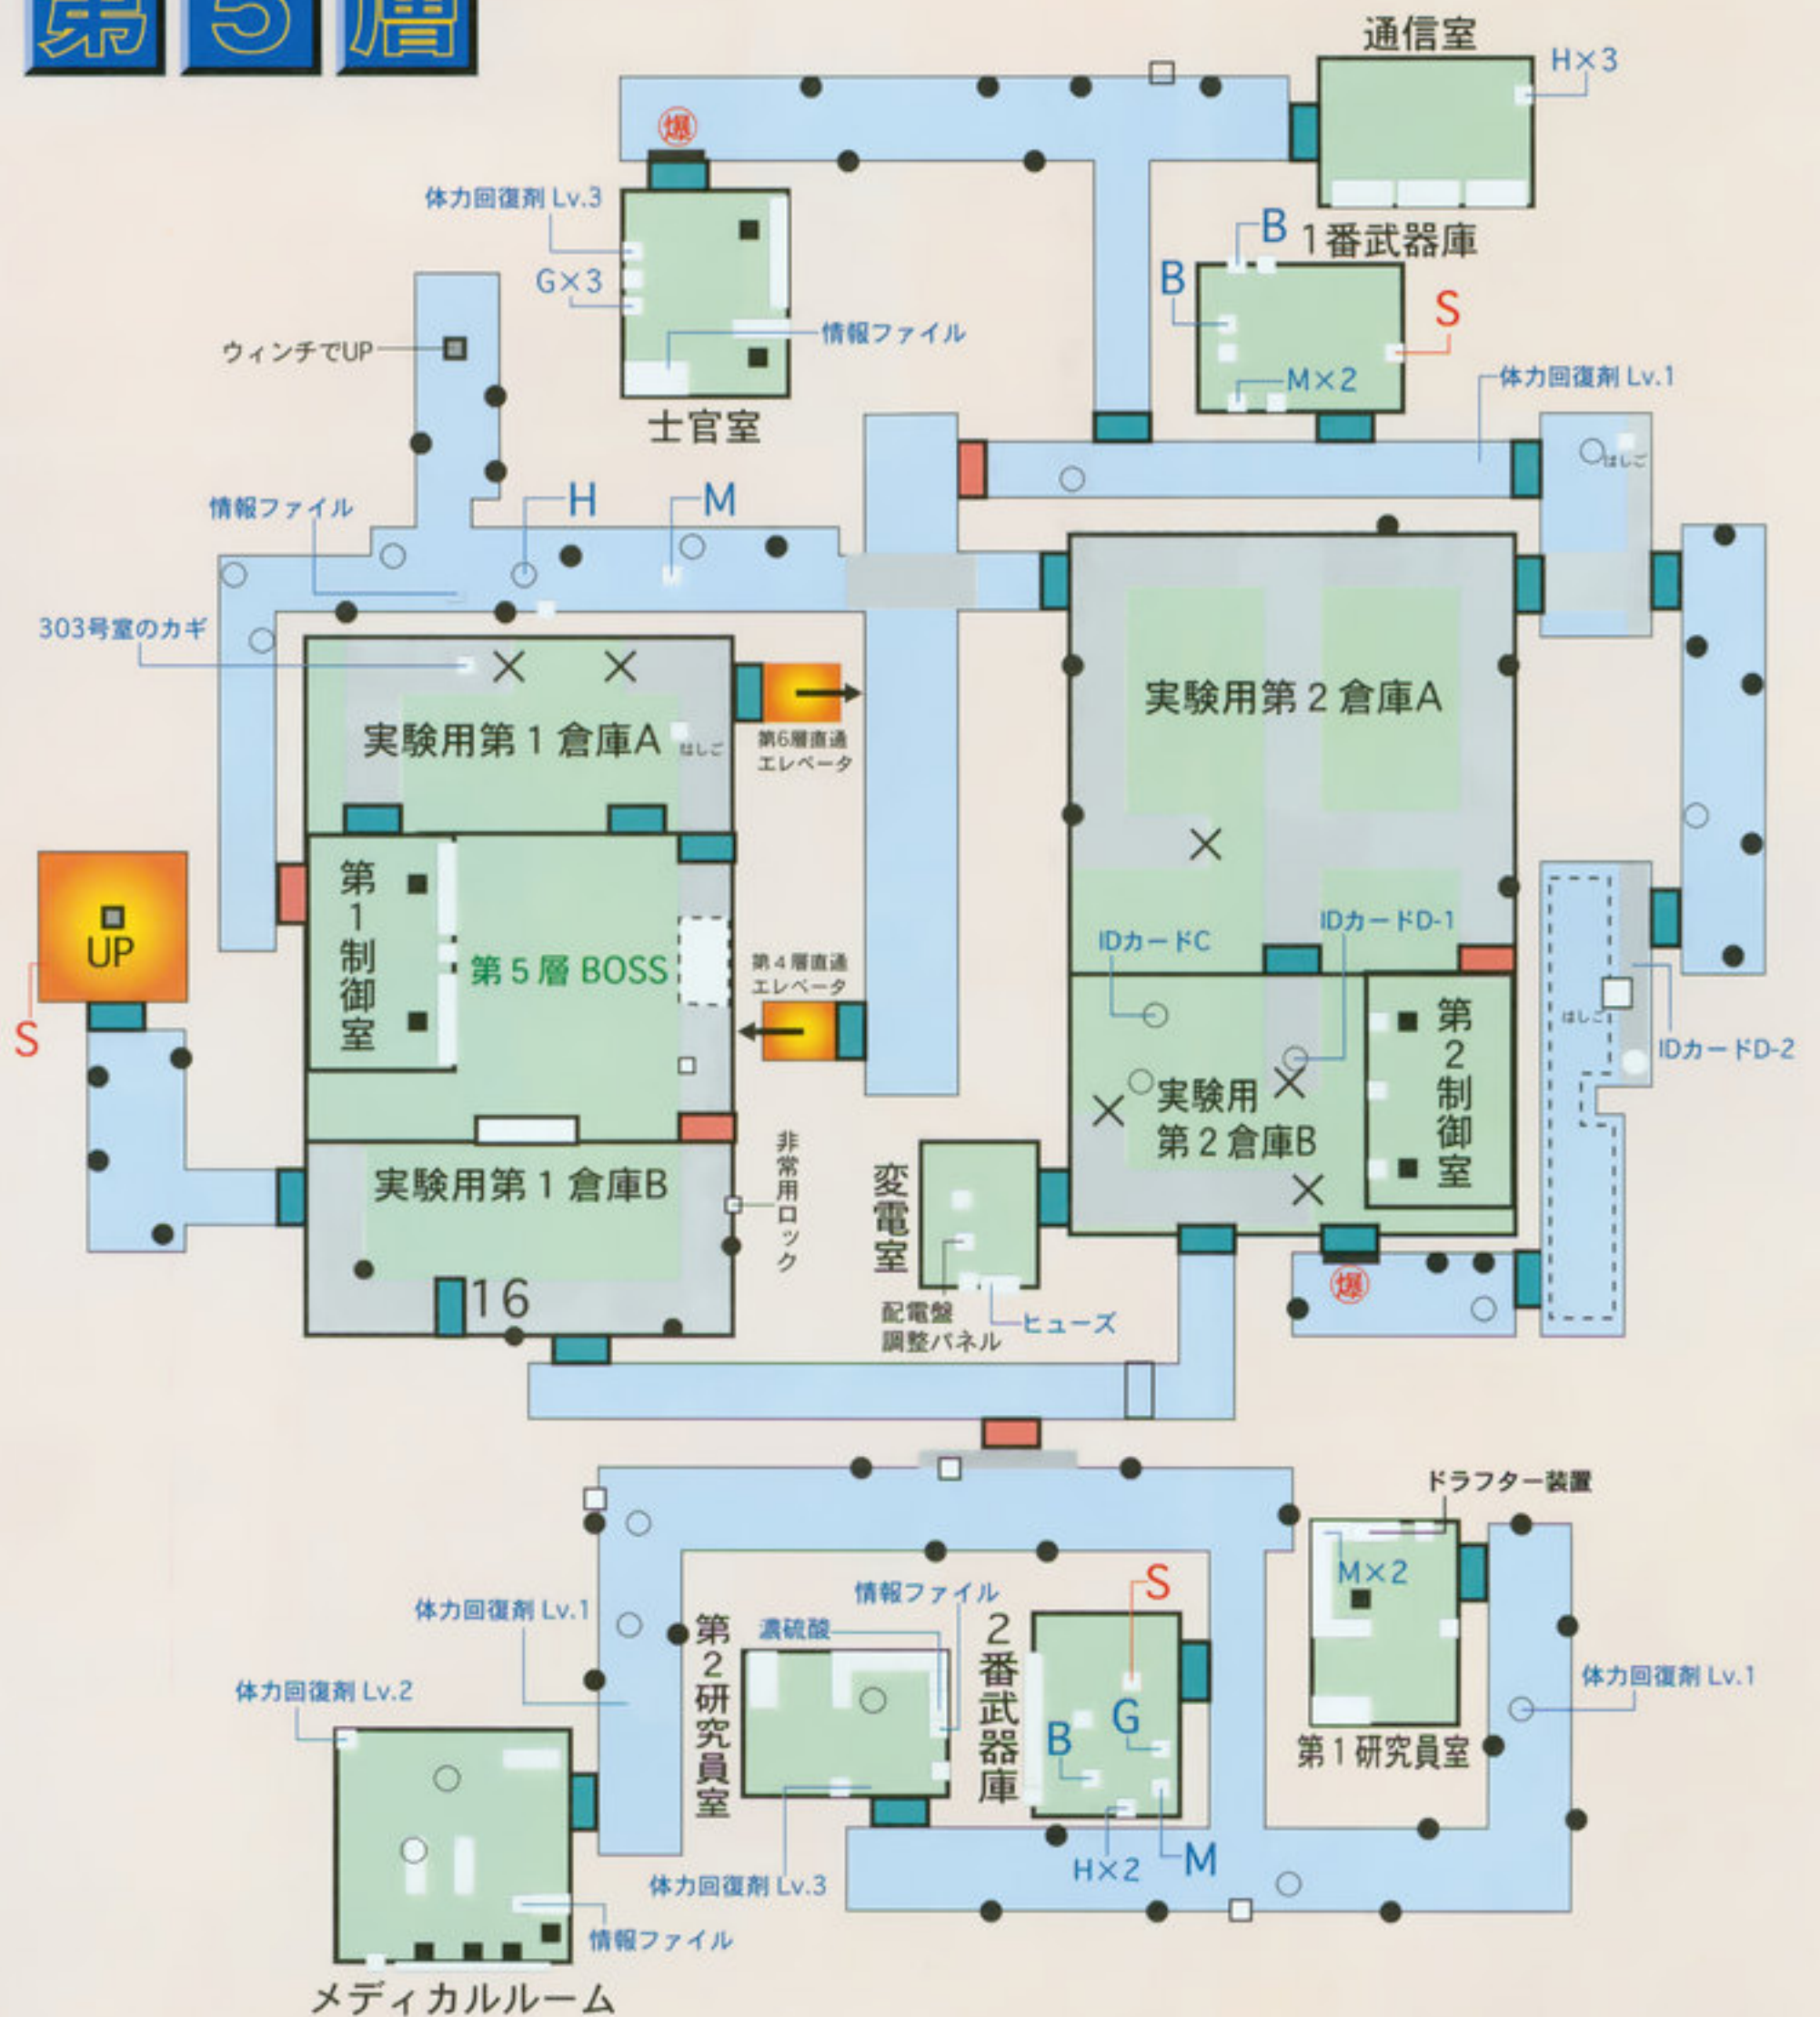 第5層
通信室
H×3
爆
体力回復剤 Lv.3
G×3
情報ファイル
士官室
B
1番武器庫
B
S
M×2
体力回復剤 Lv.1
はしご
ウィンチでUP
情報ファイル
H
M
303号室のカギ
実験用第1倉庫A
はしご
第6層直通
エレベータ
実験用第2倉庫A
UP
S
第1制御室
第5層 BOSS
第4層直通
エレベータ
IDカードC
IDカードD-1
第2制御室
はしご
IDカードD-2
実験用
第2倉庫B
実験用第1倉庫B
16
非常用ロック
変電室
配電盤
調整パネル
ヒューズ
爆
ドラフター装置
M×2
第1研究員室
体力回復剤 Lv.1
体力回復剤 Lv.1
体力回復剤 Lv.2
第2研究員室
濃硫酸
情報ファイル
体力回復剤 Lv.3
2番武器庫
S
G
B
H×2
M
情報ファイル
メディカルルーム